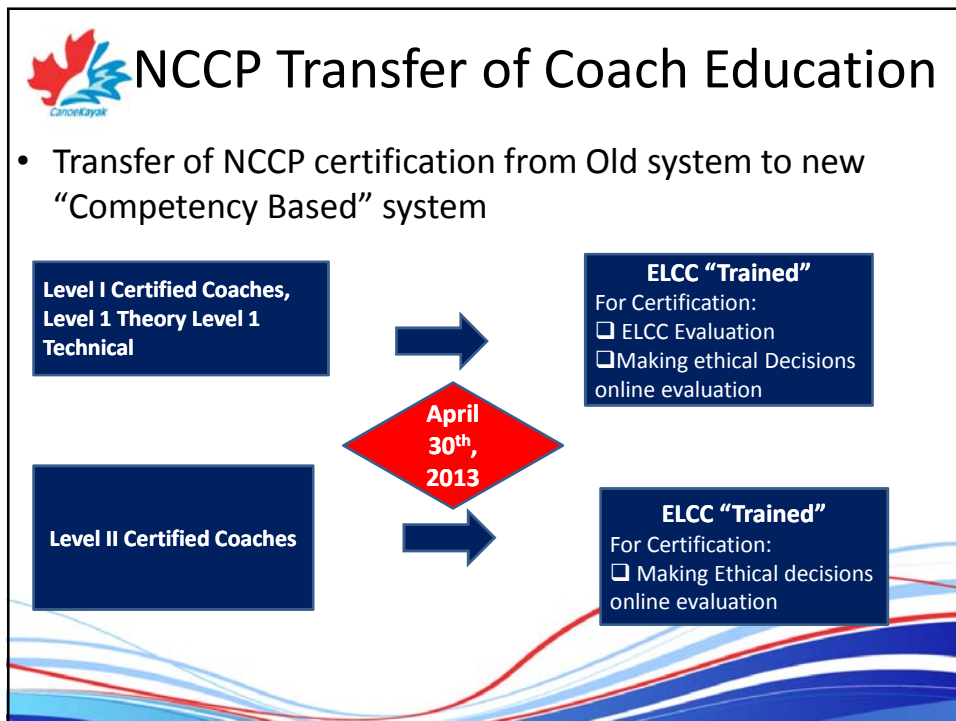 CanoeKayak
NCCP Transfer of Coach Education
• Transfer of NCCP certification from Old system to new
“Competency Based” system
Level I Certified Coaches,
Level 1 Theory Level 1
Technical
ELCC “Trained”
For Certification:
❑ ELCC Evaluation
❑Making ethical Decisions
online evaluation
April
30th,
2013
Level II Certified Coaches
ELCC “Trained”
For Certification:
❑ Making Ethical decisions
online evaluation